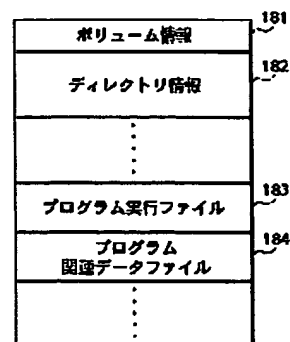 ボリューム情報 181
ディレクトリ情報 182
プログラム実行ファイル 183
プログラム 184
関連データファイル